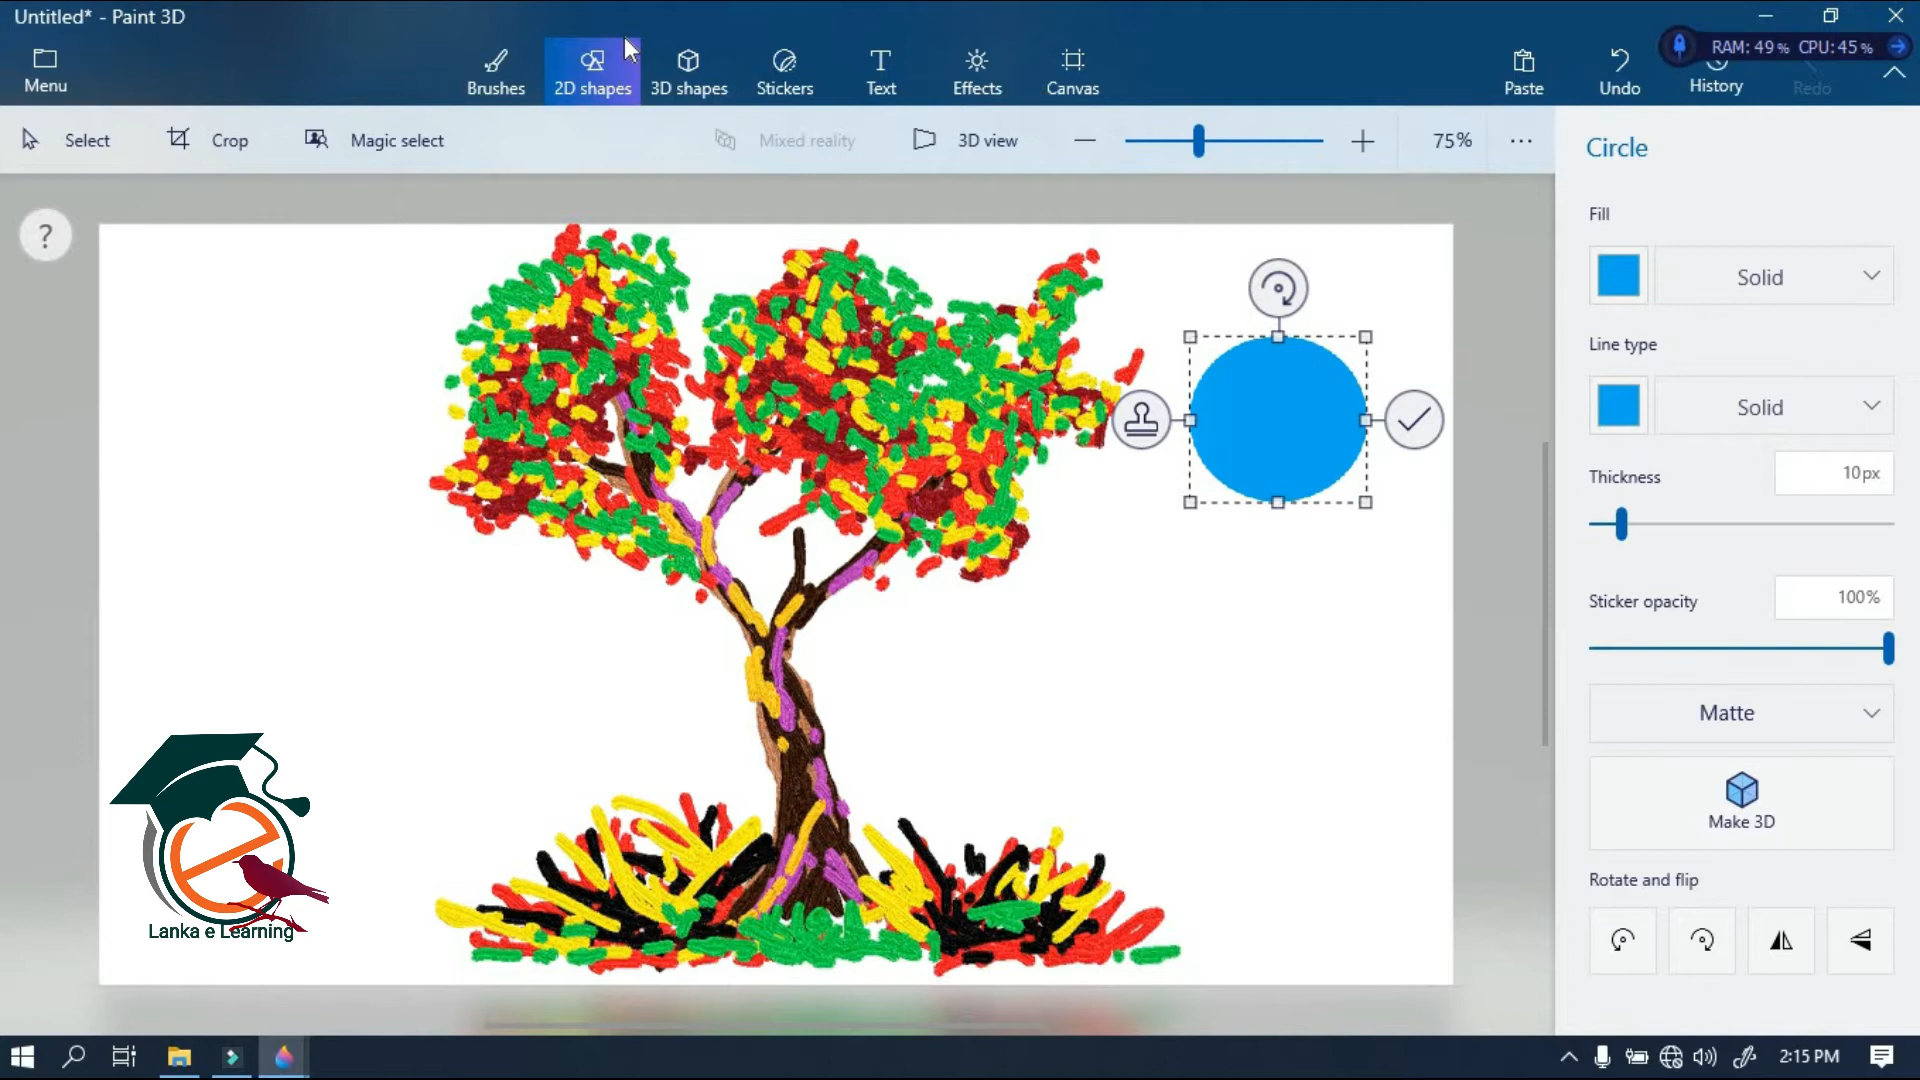 Untitled* - Paint 3D
RAM: 49% CPU: 45%
Menu
Brushes
2D shapes
3D shapes
Stickers
Text
Effects
Canvas
Paste
Undo
History
Redo
Select
Crop
Magic select
Mixed reality
3D view
75%
Circle
?
Fill
Solid
Line type
Solid
Thickness
10px
Sticker opacity
100%
Matte
Make 3D
Rotate and flip
Lanka e Learning
2:15 PM